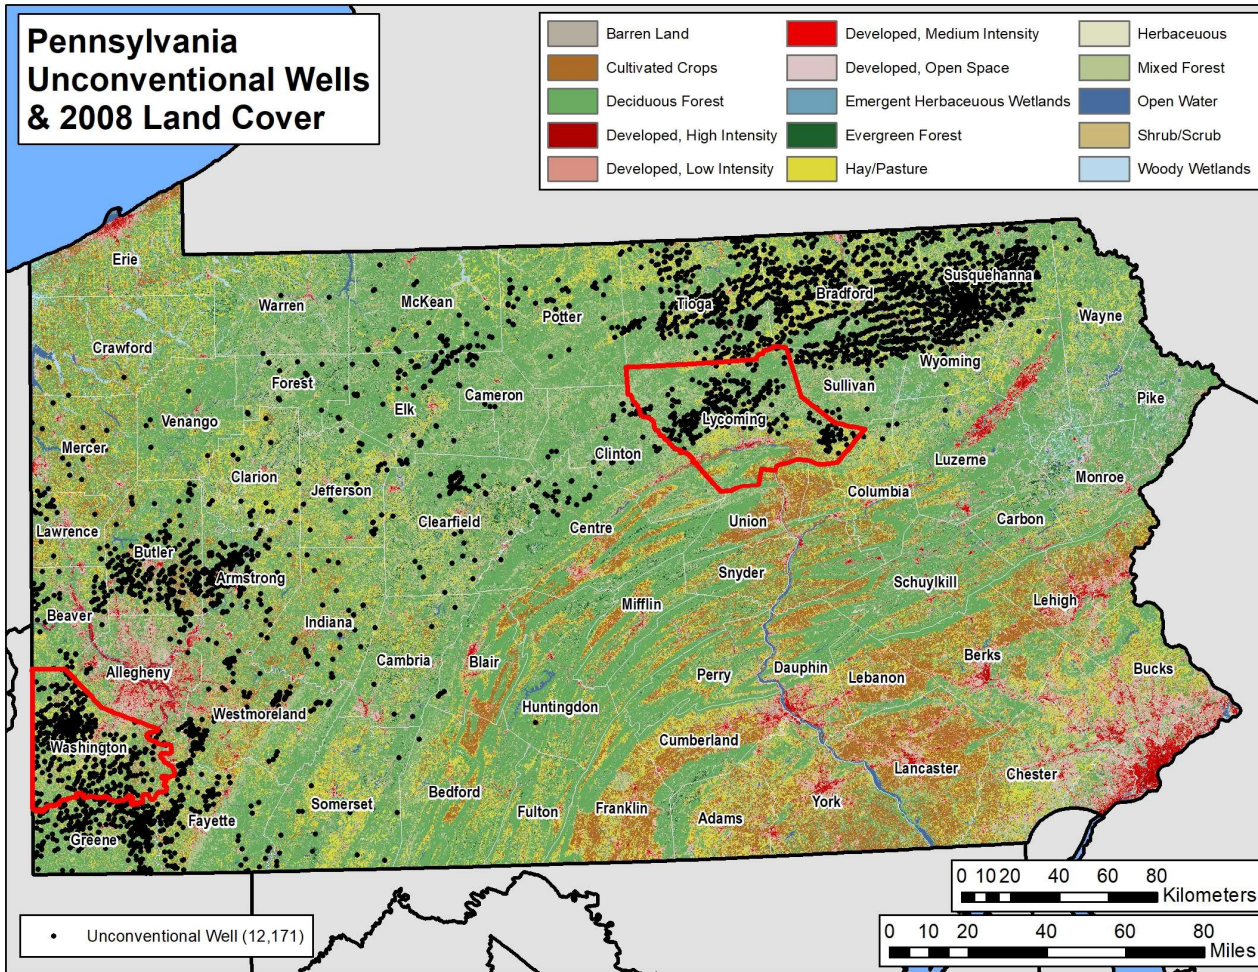 Pennsylvania
Unconventional Wells
& 2008 Land Cover
Barren Land
Cultivated Crops
Deciduous Forest
Developed, High Intensity
Developed, Low Intensity
Developed, Medium Intensity
Developed, Open Space
Emergent Herbaceuous Wetlands
Evergreen Forest
Hay/Pasture
Herbaceuous
Mixed Forest
Open Water
Shrub/Scrub
Woody Wetlands
Erie
Warren
McKean
Potter
Tioga
Bradford
Susquehanna
Wayne
Crawford
Forest
Elk
Cameron
Sullivan
Wyoming
Pike
Venango
Lycoming
Mercer
Clinton
Luzerne
Clarion
Jefferson
Columbia
Monroe
Lawrence
Clearfield
Centre
Union
Carbon
Butler
Armstrong
Snyder
Schuylkill
Beaver
Indiana
Mifflin
Lehigh
Allegheny
Cambria
Blair
Perry
Dauphin
Lebanon
Berks
Bucks
Westmoreland
Huntingdon
Washington
Cumberland
Lancaster
Chester
Somerset
Bedford
Fulton
Franklin
Adams
York
Fayette
Greene
0 10 20 40 60 80
Kilometers
0 10 20 40 60 80
Miles
Unconventional Well (12,171)